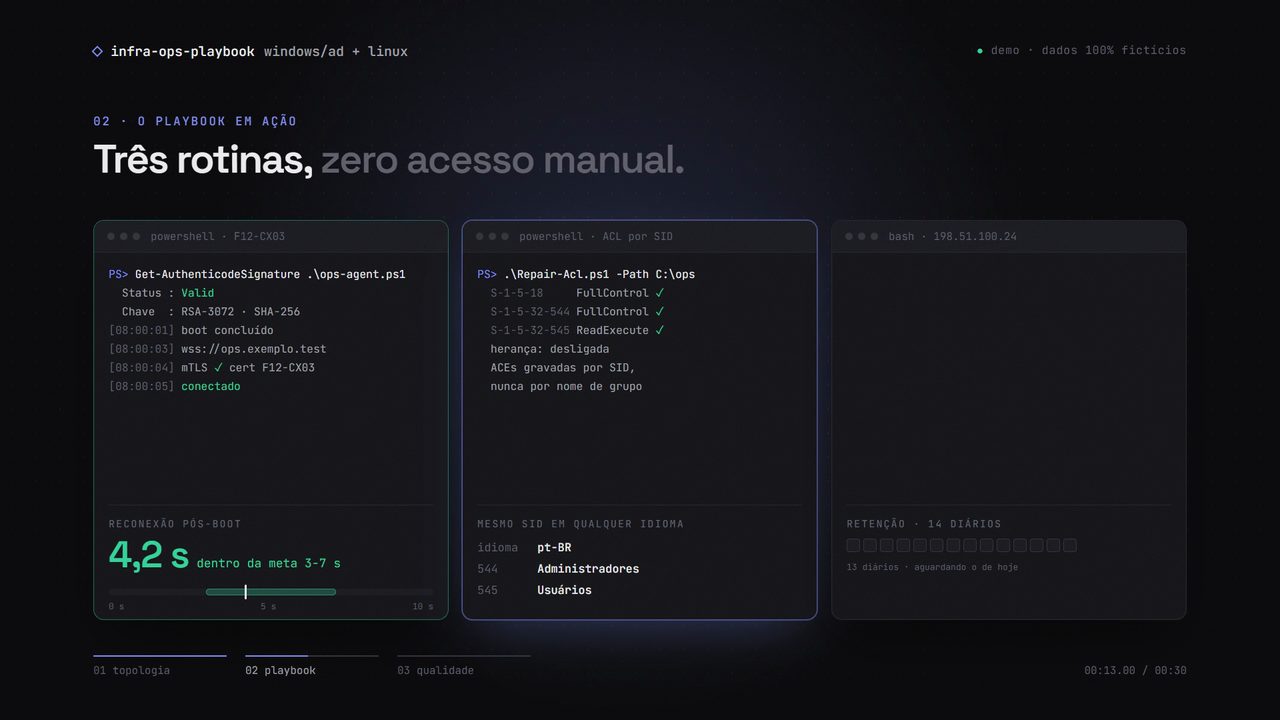 infra-ops-playbook windows/ad + linux
demo · dados 100% fictícios
02 · O PLAYBOOK EM AÇÃO
Três rotinas, zero acesso manual.
powershell · F12-CX03
PS> Get-AuthenticodeSignature .\ops-agent.ps1
Status : Valid
Chave : RSA-3072 · SHA-256
[08:00:01] boot concluído
[08:00:03] wss://ops.exemplo.test
[08:00:04] mTLS ✓ cert F12-CX03
[08:00:05] conectado
RECONEXÃO PÓS-BOOT
4,2 s dentro da meta 3-7 s
0 s 5 s 10 s
powershell · ACL por SID
PS> .\Repair-Acl.ps1 -Path C:\ops
S-1-5-18 FullControl ✓
S-1-5-32-544 FullControl ✓
S-1-5-32-545 ReadExecute ✓
herança: desligada
ACEs gravadas por SID,
nunca por nome de grupo
MESMO SID EM QUALQUER IDIOMA
idioma pt-BR
544 Administradores
545 Usuários
bash · 198.51.100.24
RETENÇÃO · 14 DIÁRIOS
13 diários · aguardando o de hoje
01 topologia
02 playbook
03 qualidade
00:13.00 / 00:30